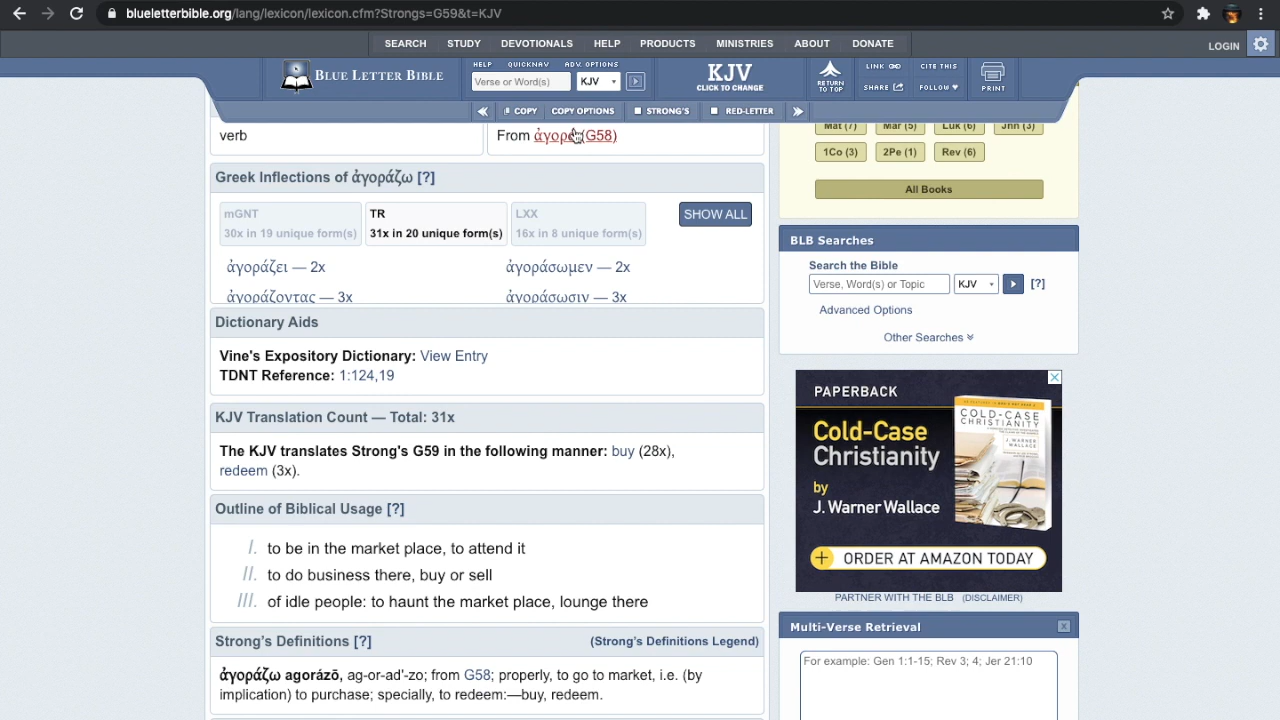 blueletterbible.org/lang/lexicon/lexicon.cfm?Strongs=G59&t=KJV
SEARCH STUDY DEVOTIONALS HELP PRODUCTS MINISTRIES ABOUT DONATE
LOGIN
BLUE LETTER BIBLE
HELP QUICKNAV ADV. OPTIONS
Verse or Word(s) KJV
KJV
CLICK TO CHANGE
RETURN
TO TOP
LINK CITE THIS
SHARE FOLLOW
PRINT
COPY COPY OPTIONS STRONG'S RED-LETTER
verb
From (G58)
Greek Inflections of ἀγοράζω [?]
mGNT
30x in 19 unique form(s)
TR
31x in 20 unique form(s)
LXX
16x in 8 unique form(s)
SHOW ALL
ἀγοράζει — 2x
ἀγοράσωμεν — 2x
ἀγοράζοντας — 3x
ἀγοράσωσιν — 3x
Dictionary Aids
Vine's Expository Dictionary: View Entry
TDNT Reference: 1:124,19
KJV Translation Count — Total: 31x
The KJV translates Strong's G59 in the following manner: buy (28x),
redeem (3x).
Outline of Biblical Usage [?]
I. to be in the market place, to attend it
II. to do business there, buy or sell
III. of idle people: to haunt the market place, lounge there
Strong's Definitions [?] (Strong's Definitions Legend)
ἀγοράζω agorázō, ag-or-ad'-zo; from G58; properly, to go to market, i.e. (by
implication) to purchase; specially, to redeem:—buy, redeem.
Mat (7) Mar (5) Luk (6) Jhn (3)
1Co (3) 2Pe (1) Rev (6)
All Books
BLB Searches
Search the Bible
Verse, Word(s) or Topic KJV [?]
Advanced Options
Other Searches
PAPERBACK
Cold-Case
Christianity
by
J. Warner Wallace
COLD-CASE
CHRISTIANITY
J. WARNER
WALLACE
ORDER AT AMAZON TODAY
PARTNER WITH THE BLB (DISCLAIMER)
Multi-Verse Retrieval
For example: Gen 1:1-15; Rev 3; 4; Jer 21:10